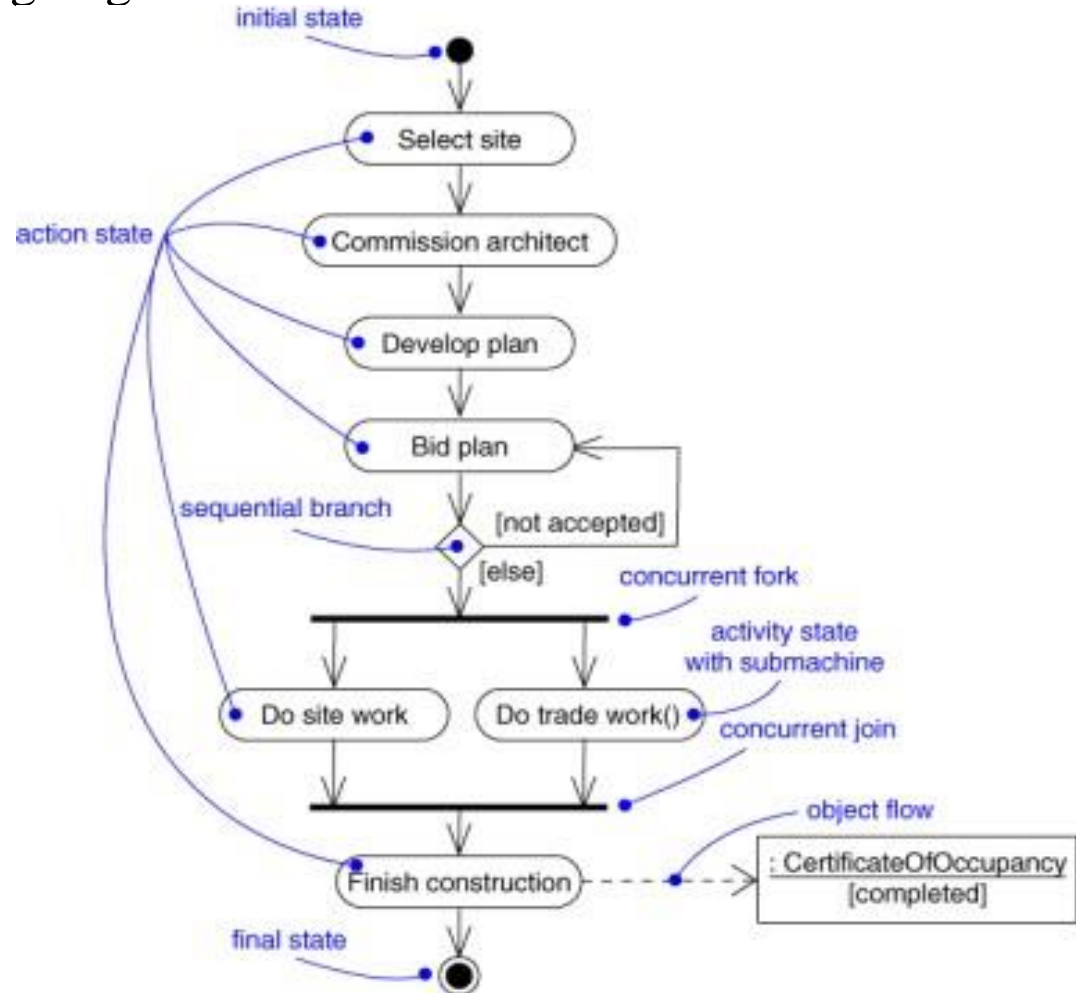 initial state
Select site
action state
Commission architect
Develop plan
Bid plan
sequential branch
[not accepted]
[else]
concurrent fork
activity state
with submachine
Do site work
Do trade work()
concurrent join
object flow
: CertificateOfOccupancy
[completed]
Finish construction
final state